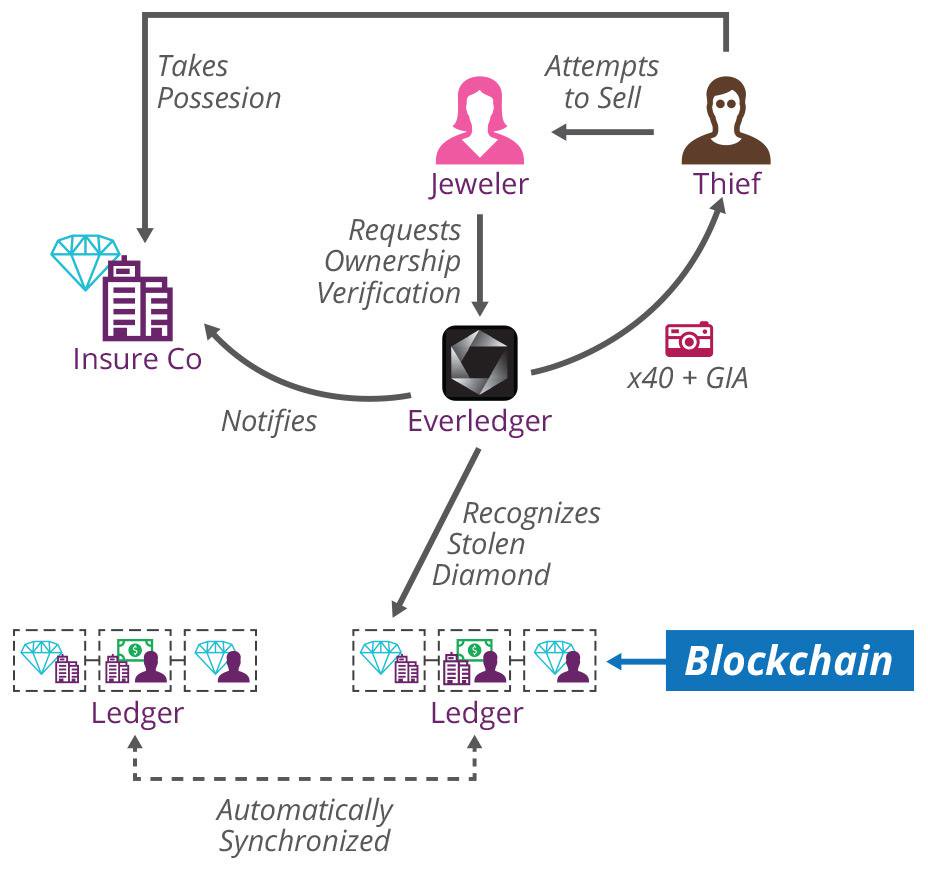 Takes
Possesion
Attempts
to Sell
Jeweler
Thief
Requests
Ownership
Verification
Insure Co
x40 + GIA
Notifies
Everledger
Recognizes
Stolen
Diamond
$
$
Blockchain
Ledger
Ledger
Automatically
Synchronized